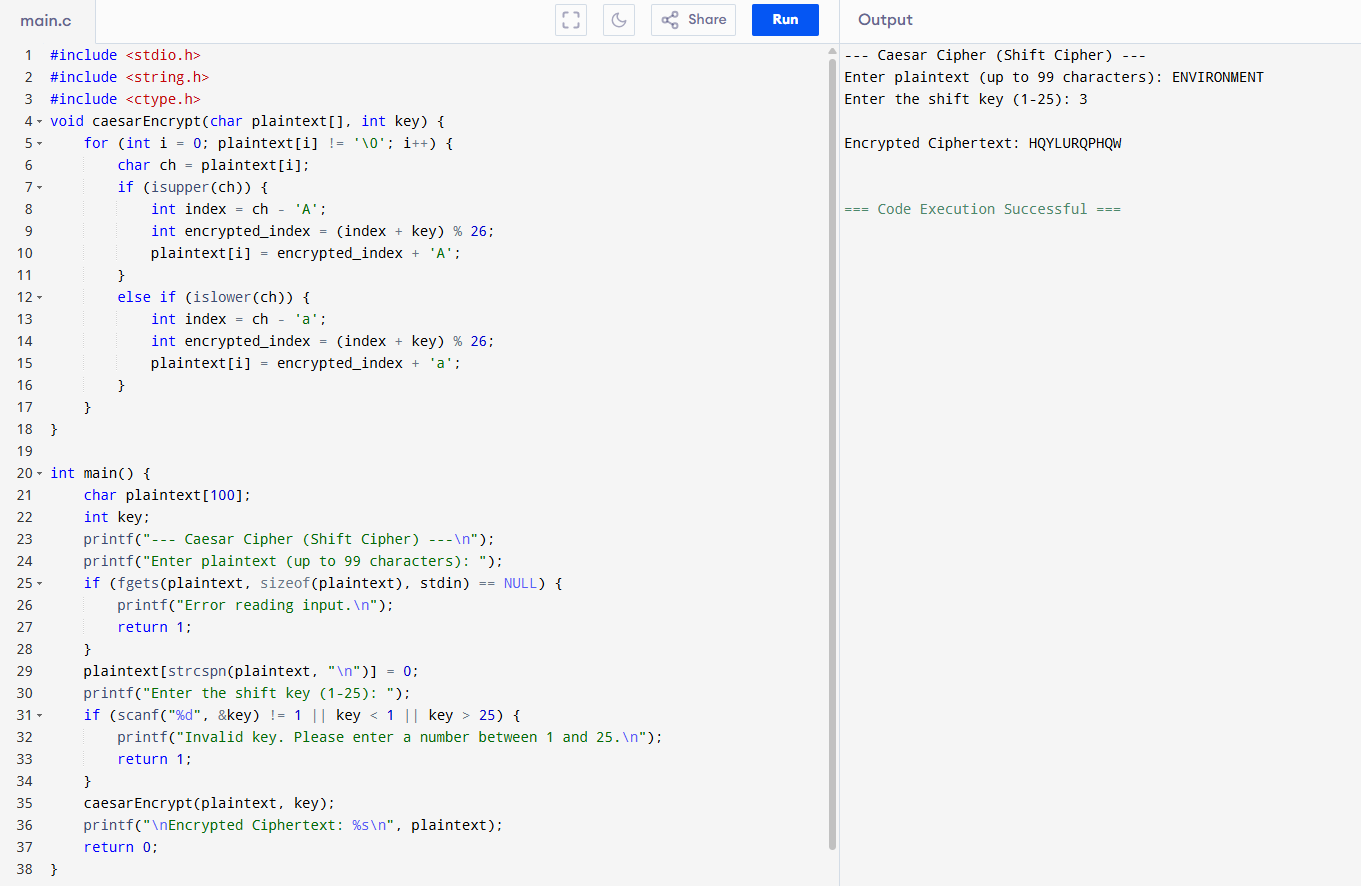 main.c
Share
Run
Output
1 #include <stdio.h>
2 #include <string.h>
3 #include <ctype.h>
4 void caesarEncrypt(char plaintext[], int key) {
5     for (int i = 0; plaintext[i] != '\0'; i++) {
6         char ch = plaintext[i];
7         if (isupper(ch)) {
8             int index = ch - 'A';
9             int encrypted_index = (index + key) % 26;
10             plaintext[i] = encrypted_index + 'A';
11         }
12         else if (islower(ch)) {
13             int index = ch - 'a';
14             int encrypted_index = (index + key) % 26;
15             plaintext[i] = encrypted_index + 'a';
16         }
17     }
18 }
19
20 int main() {
21     char plaintext[100];
22     int key;
23     printf("--- Caesar Cipher (Shift Cipher) ---\n");
24     printf("Enter plaintext (up to 99 characters): ");
25     if (fgets(plaintext, sizeof(plaintext), stdin) == NULL) {
26         printf("Error reading input.\n");
27         return 1;
28     }
29     plaintext[strcspn(plaintext, "\n")] = 0;
30     printf("Enter the shift key (1-25): ");
31     if (scanf("%d", &key) != 1 || key < 1 || key > 25) {
32         printf("Invalid key. Please enter a number between 1 and 25.\n");
33         return 1;
34     }
35     caesarEncrypt(plaintext, key);
36     printf("\nEncrypted Ciphertext: %s\n", plaintext);
37     return 0;
38 }
--- Caesar Cipher (Shift Cipher) ---
Enter plaintext (up to 99 characters): ENVIRONMENT
Enter the shift key (1-25): 3
Encrypted Ciphertext: HQYLURQPHQW
=== Code Execution Successful ===